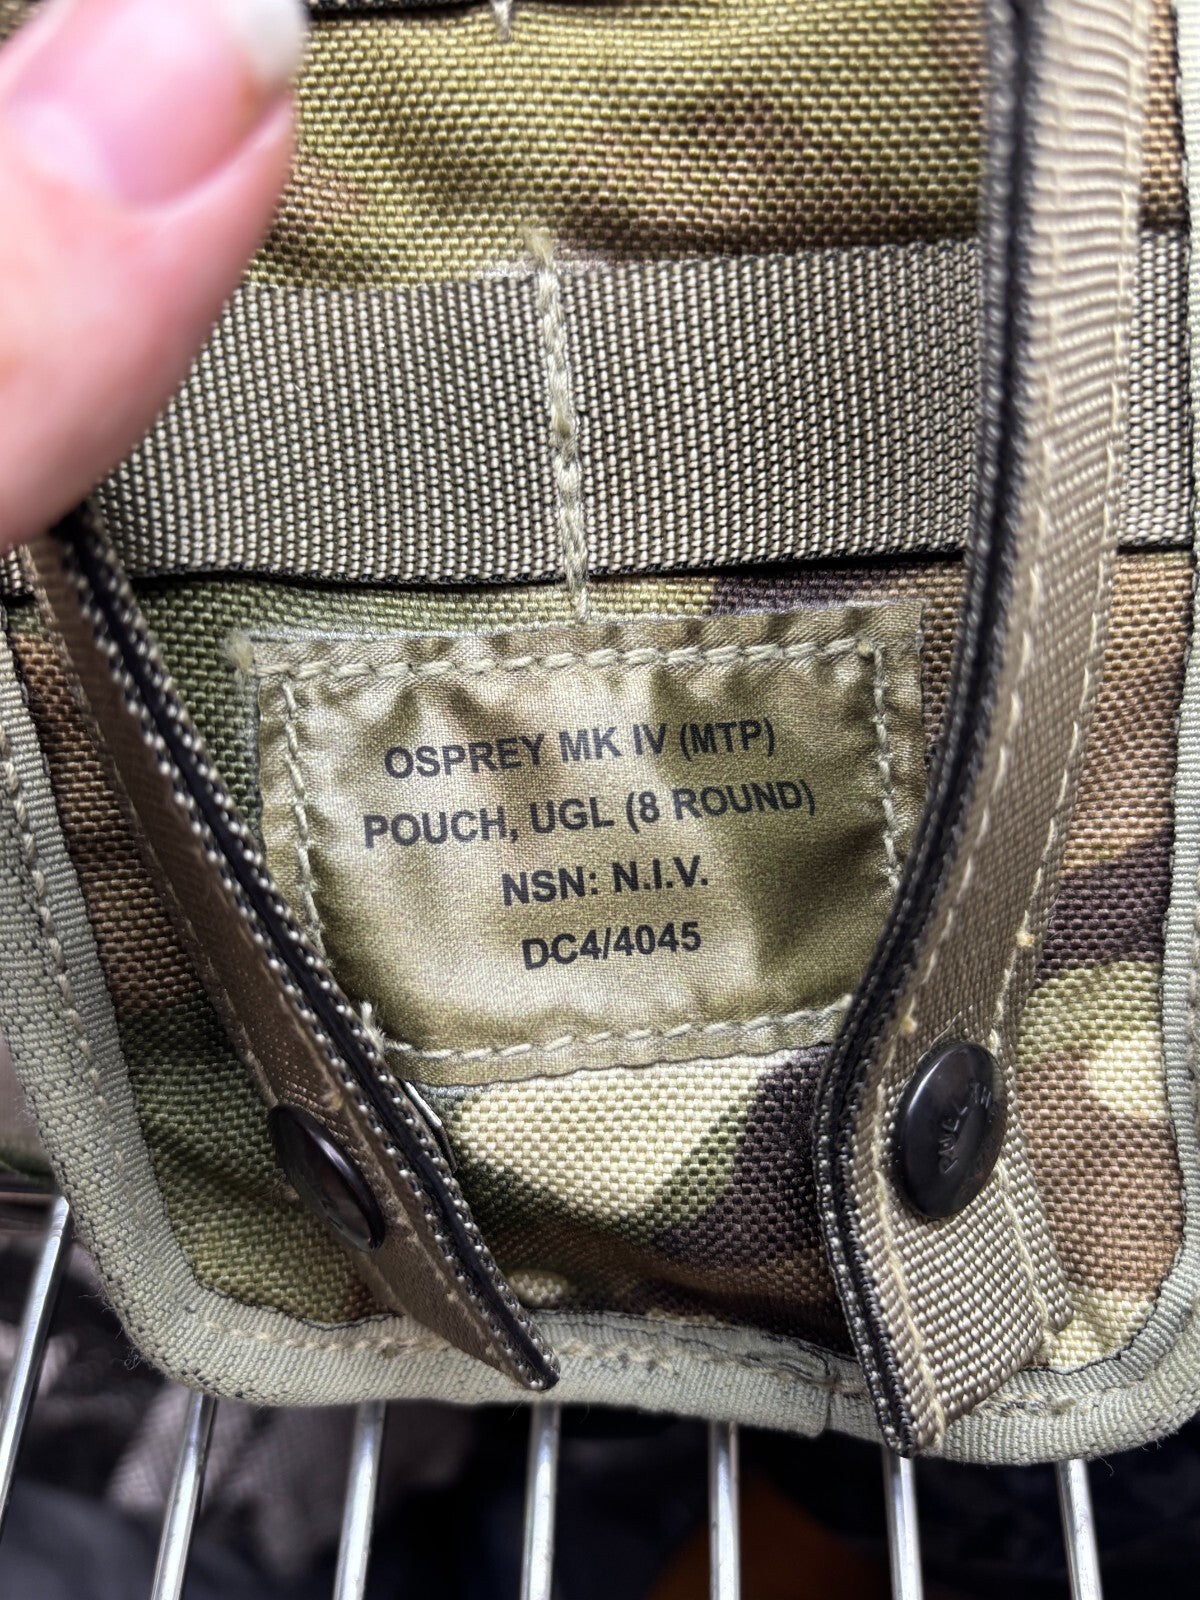 OSPREY MK IV (MTP)
POUCH, UGL (8 ROUND)
NSN: N.I.V.
DC4/4045